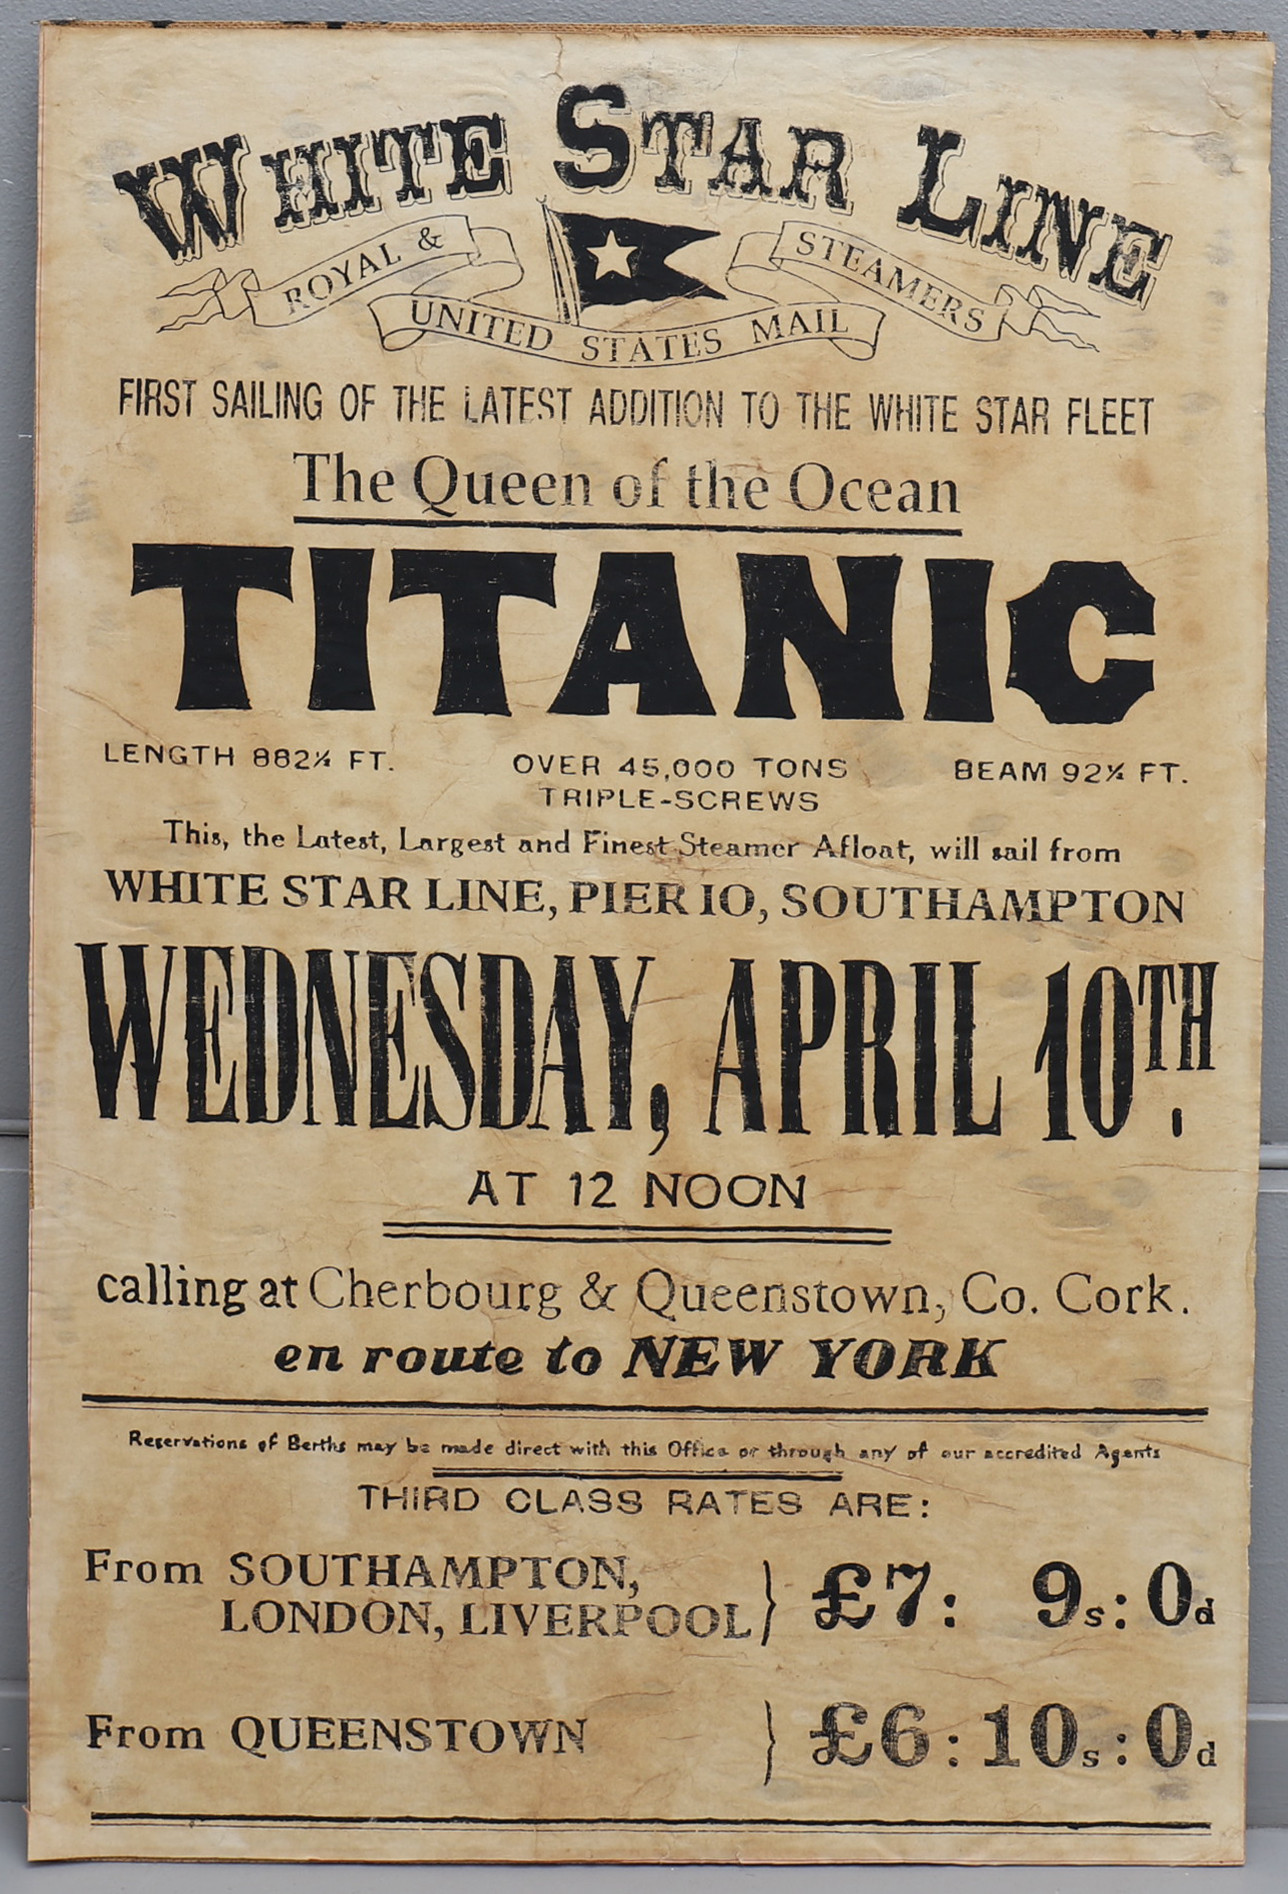 WHITE STAR LINE
ROYAL & UNITED STATES MAIL STEAMERS
FIRST SAILING OF THE LATEST ADDITION TO THE WHITE STAR FLEET
The Queen of the Ocean
TITANIC
LENGTH 882¼ FT. OVER 45,000 TONS BEAM 92¼ FT.
TRIPLE-SCREWS
This, the Latest, Largest and Finest Steamer Afloat, will sail from
WHITE STAR LINE, PIER 10, SOUTHAMPTON
WEDNESDAY, APRIL 10TH.
AT 12 NOON
calling at Cherbourg & Queenstown, Co. Cork.
en route to NEW YORK
Reservations of Berths may be made direct with this Office or through any of our accredited Agents
THIRD CLASS RATES ARE:
From SOUTHAMPTON,
LONDON, LIVERPOOL } £7: 9s: 0d
From QUEENSTOWN } £6:10s:0d